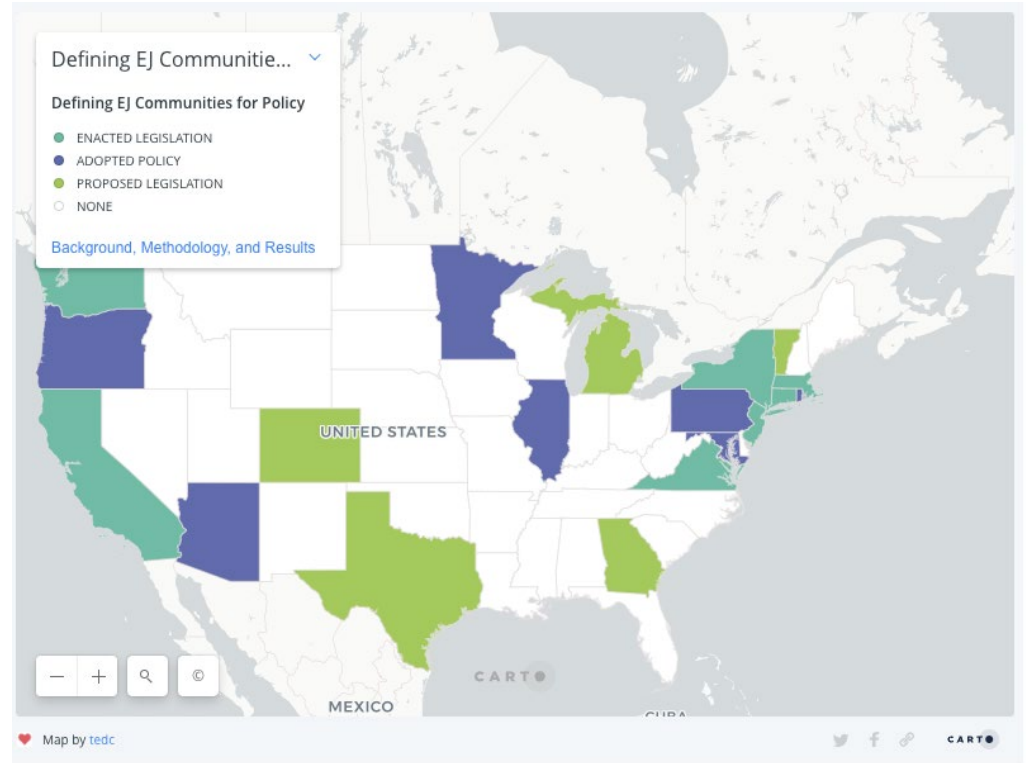 Defining EJ Communitie...
Defining EJ Communities for Policy
ENACTED LEGISLATION
ADOPTED POLICY
PROPOSED LEGISLATION
NONE
Background, Methodology, and Results
UNITED STATES
CARTO
©
MEXICO
CUBA
Map by tedc
CARTO